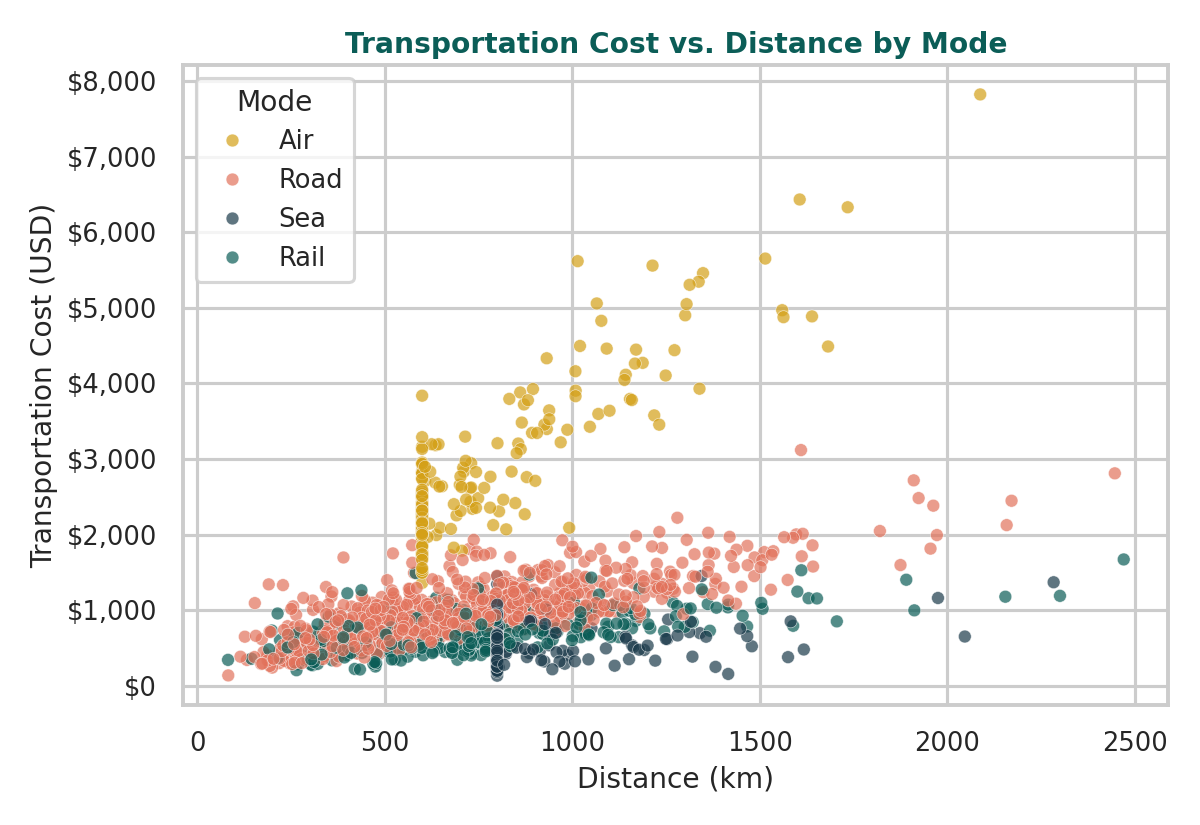 Transportation Cost vs. Distance by Mode
Transportation Cost (USD)
$8,000
$7,000
$6,000
$5,000
$4,000
$3,000
$2,000
$1,000
$0
Mode
Air
Road
Sea
Rail
0
500
1000
1500
2000
2500
Distance (km)